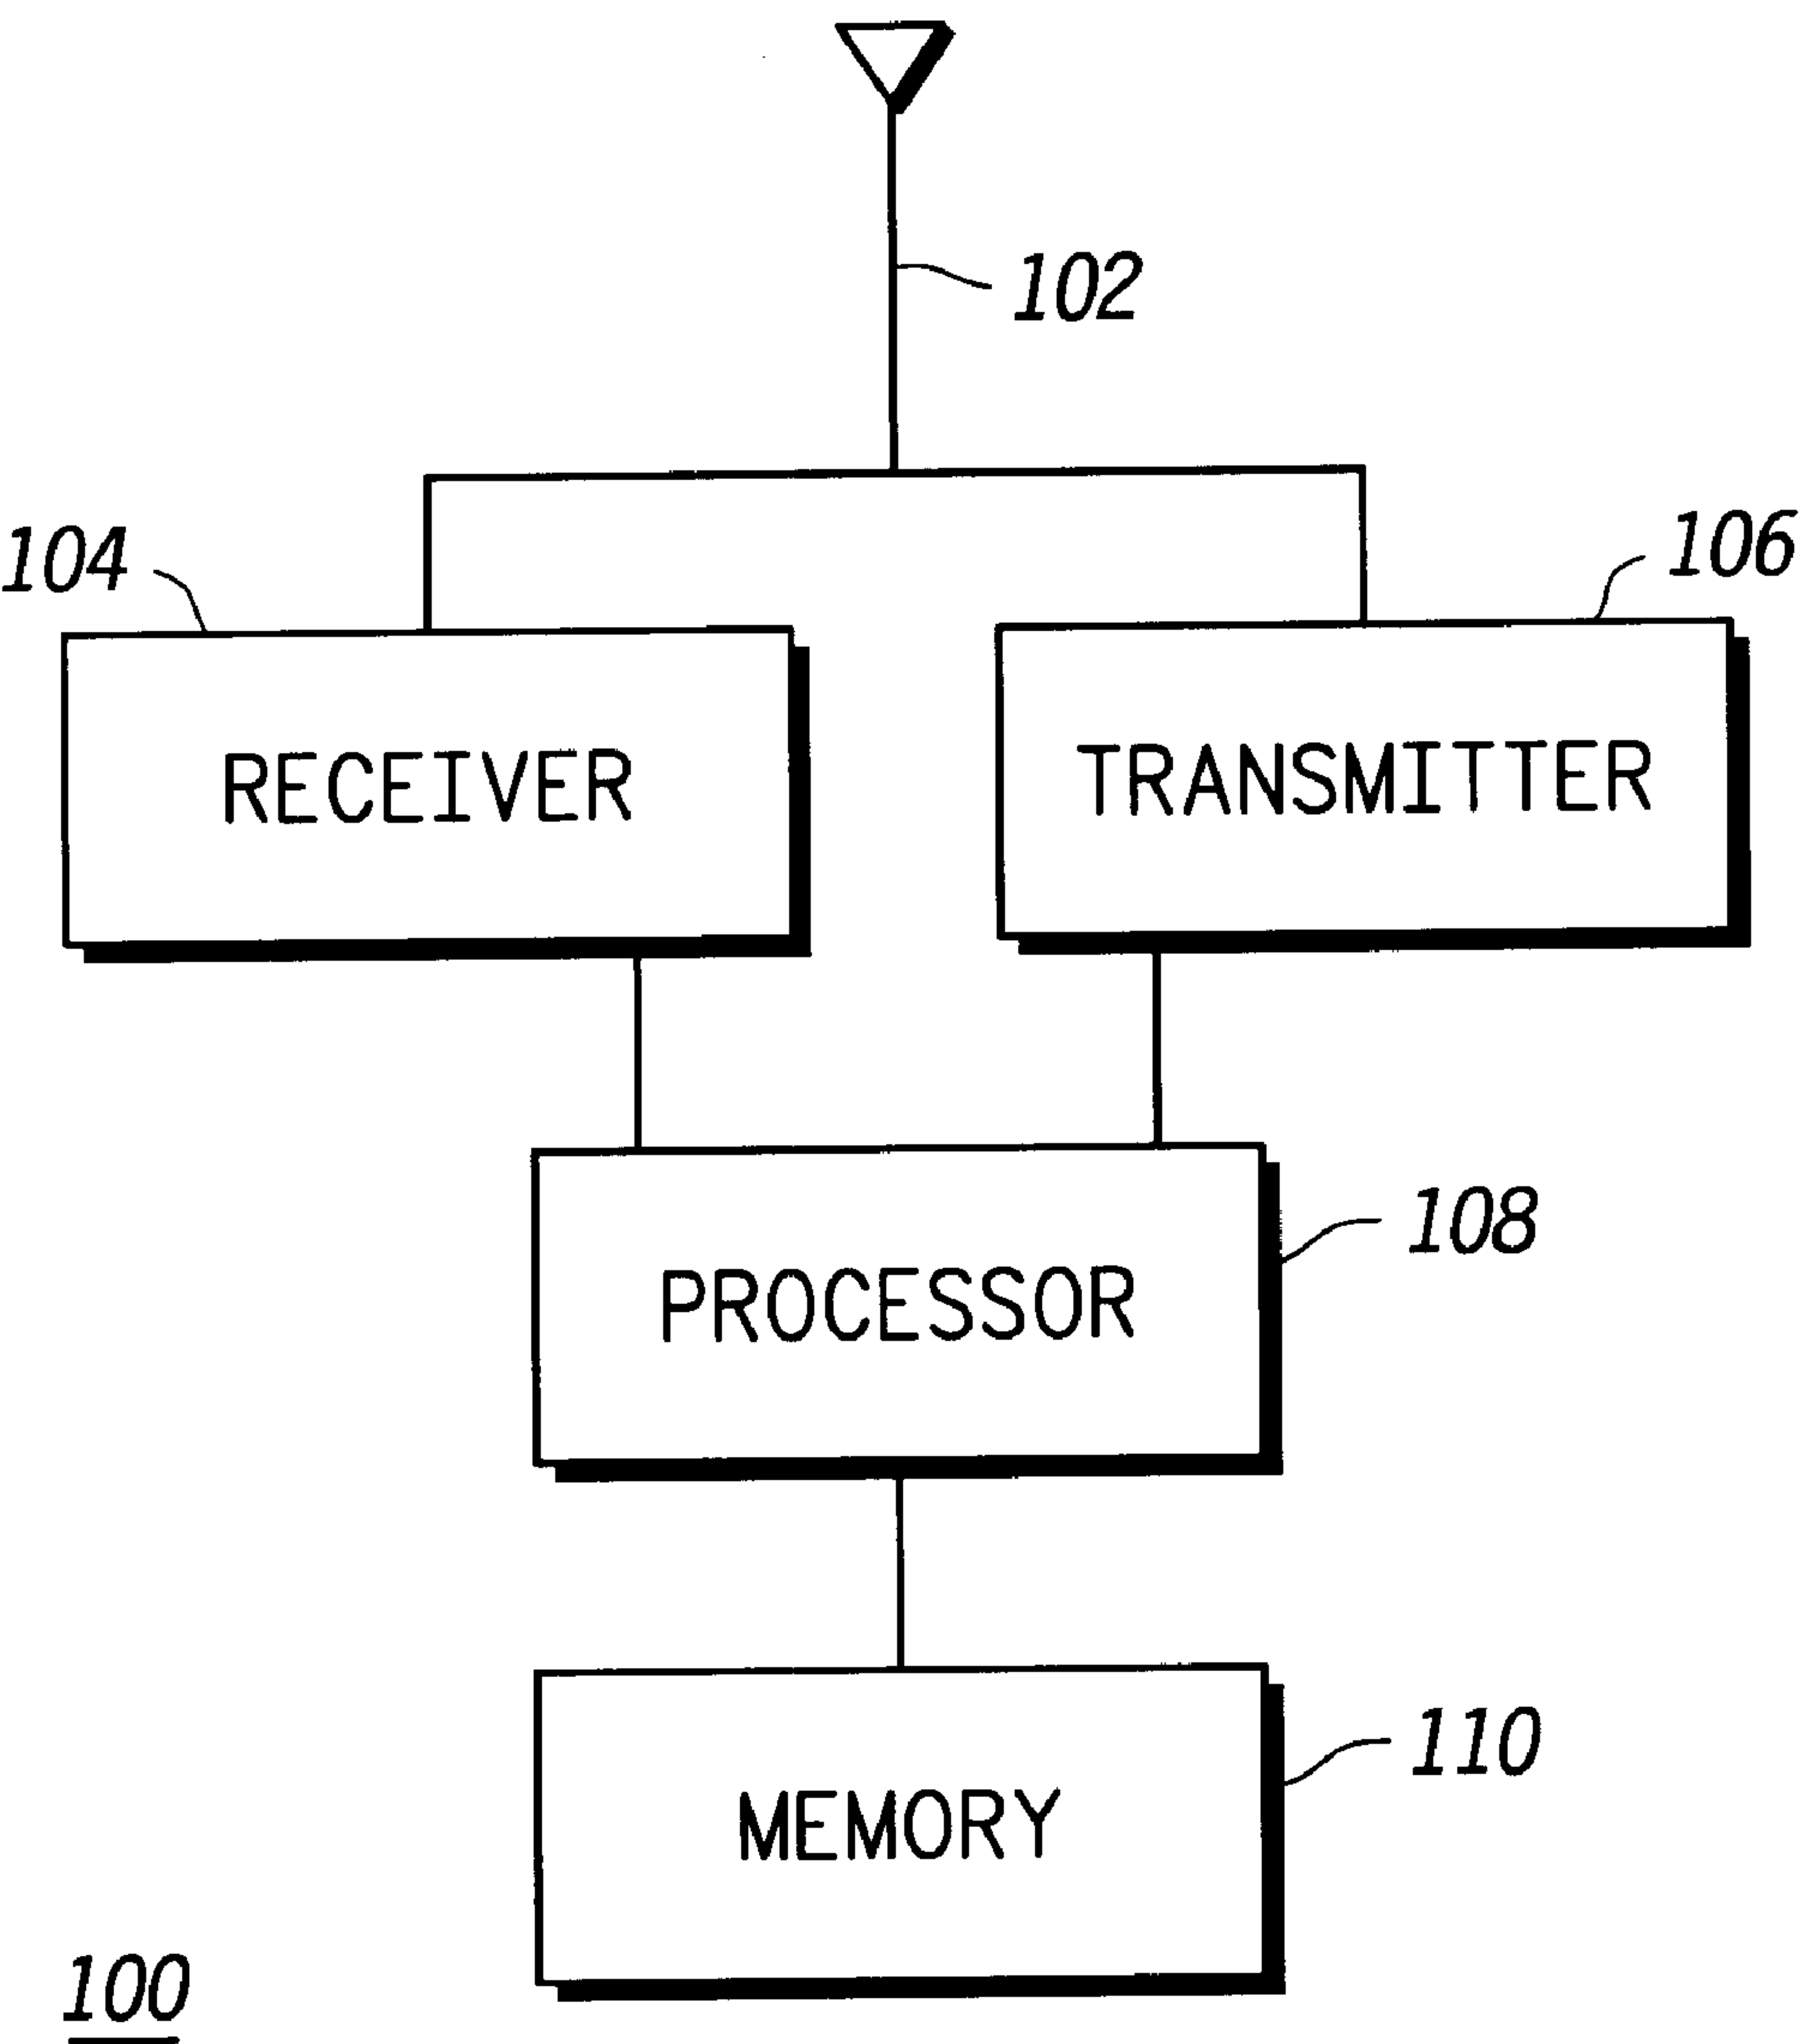 102
104
106
RECEIVER
TRANSMITTER
108
PROCESSOR
110
MEMORY
100